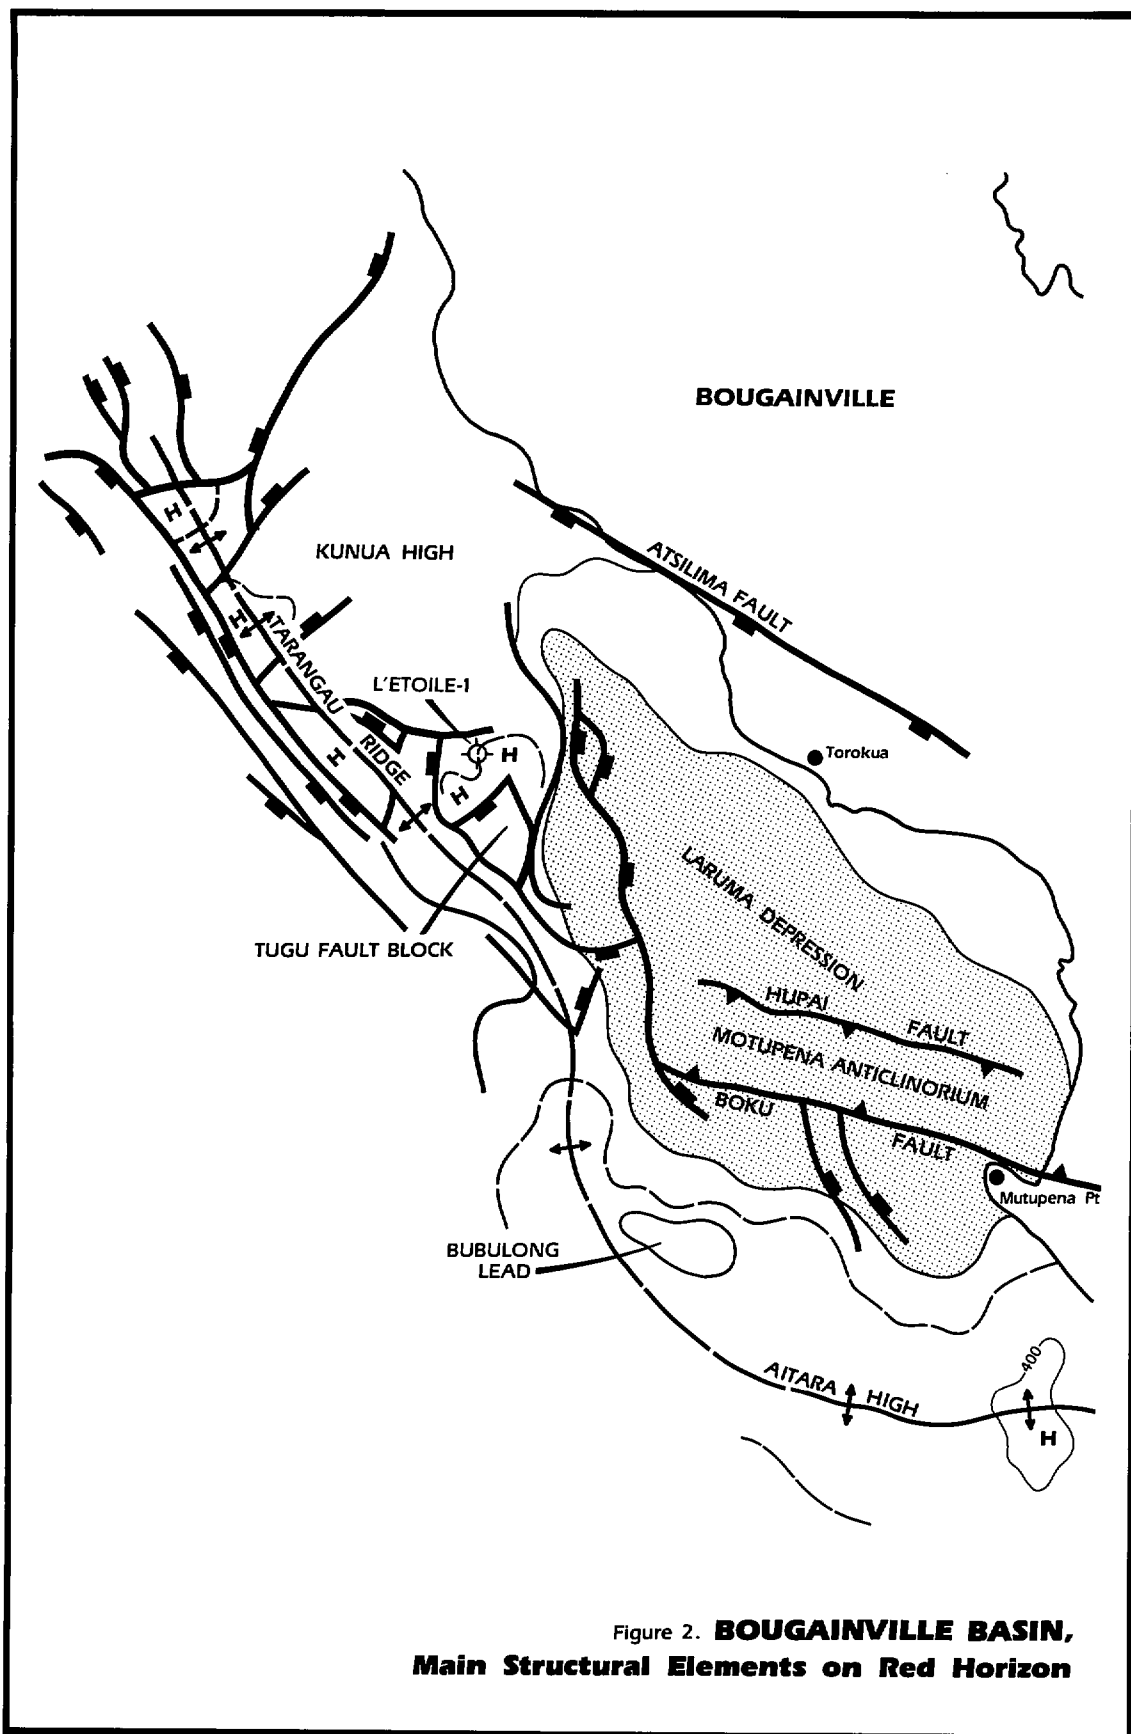 BOUGAINVILLE
KUNUA HIGH
ATSILIMA FAULT
TARANGAU
RIDGE
L'ETOILE-1
H
H
H
H
H
Torokua
LARUMA DEPRESSION
TUGU FAULT BLOCK
HUPAI
FAULT
MOTUPENA ANTICLINORIUM
BOKU
FAULT
Mutupena Pt
BUBULONG
LEAD
400
AITARA
HIGH
H
Figure 2. BOUGAINVILLE BASIN,
Main Structural Elements on Red Horizon